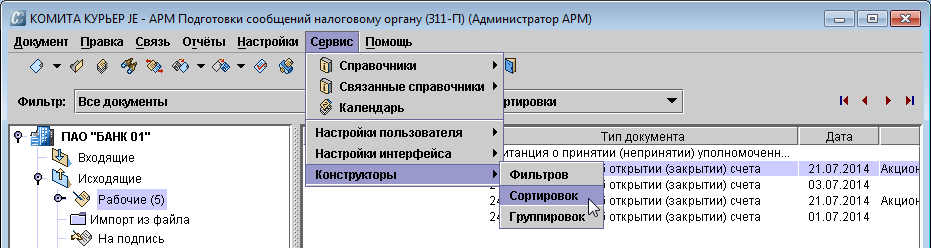 КОМИТА КУРЬЕР JE - АРМ Подготовки сообщений налоговому органу (311-П) (Администратор АРМ)
Документ Правка Связь Отчёты Настройки Сервис Помощь
Справочники
Связанные справочники
Календарь
Настройки пользователя
Настройки интерфейса
Конструкторы
Фильтров
Сортировок
Группировок
Фильтр: Все документы
ртировки
ПАО "БАНК 01"
Входящие
Исходящие
Рабочие (5)
Импорт из файла
На подпись
Тип документа Дата
итанция о принятии (непринятии) уполномоченн...
б открытии (закрытии) счета 21.07.2014 Акцион
б открытии (закрытии) счета 03.07.2014
24 б открытии (закрытии) счета 21.07.2014 Акцион
24 б открытии (закрытии) счета 01.07.2014